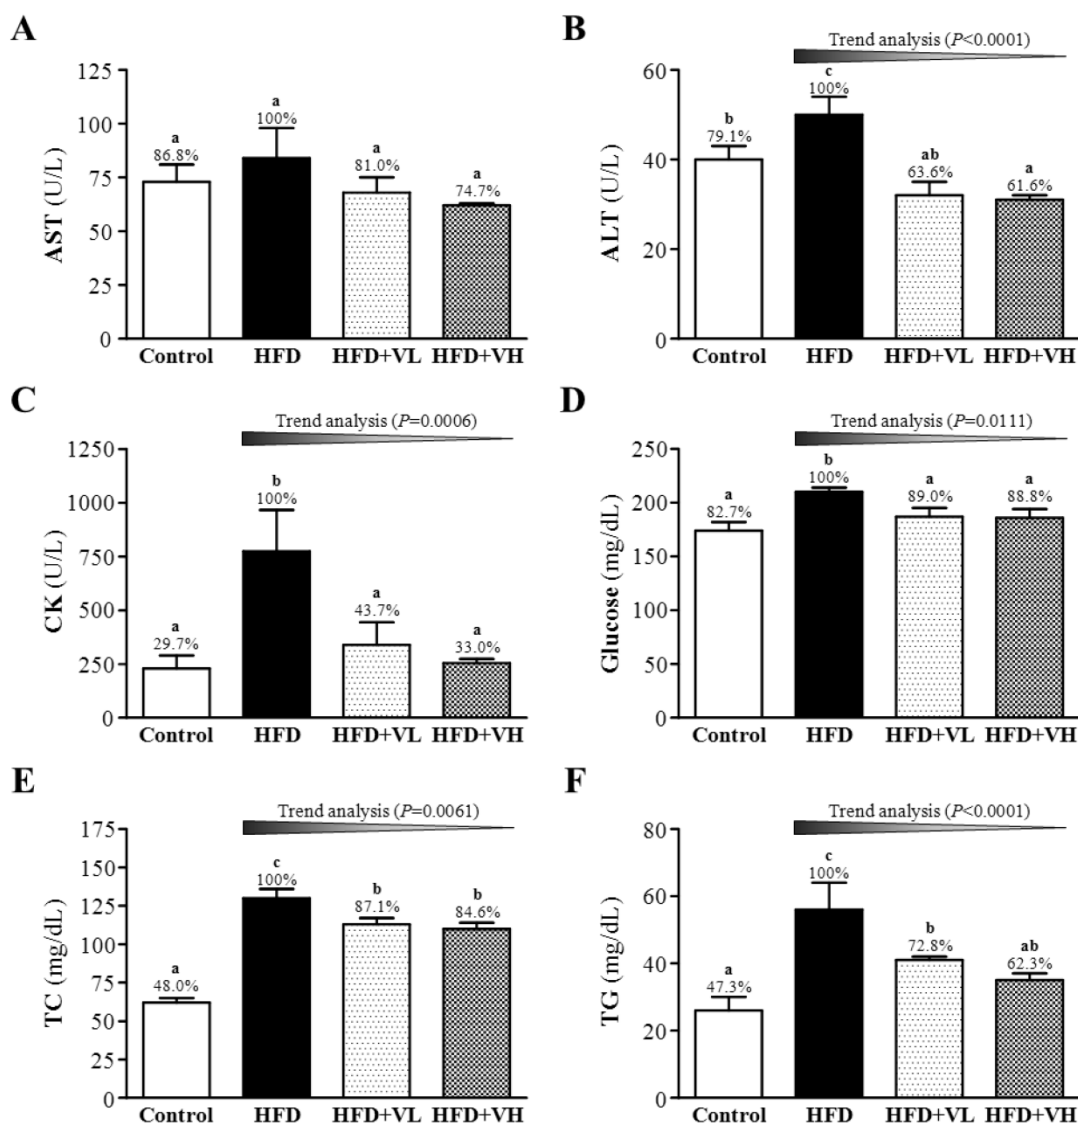 A
AST (U/L)
125
100
75
50
25
0
a
86.8%
a
100%
a
81.0%
a
74.7%
Control HFD HFD+VL HFD+VH
B
Trend analysis (P<0.0001)
ALT (U/L)
60
40
20
0
b
79.1%
c
100%
ab
63.6%
a
61.6%
Control HFD HFD+VL HFD+VH
C
Trend analysis (P=0.0006)
CK (U/L)
1250
1000
750
500
250
0
a
29.7%
b
100%
a
43.7%
a
33.0%
Control HFD HFD+VL HFD+VH
D
Trend analysis (P=0.0111)
Glucose (mg/dL)
250
200
150
100
50
0
a
82.7%
b
100%
a
89.0%
a
88.8%
Control HFD HFD+VL HFD+VH
E
Trend analysis (P=0.0061)
TC (mg/dL)
175
150
125
100
75
50
25
0
a
48.0%
c
100%
b
87.1%
b
84.6%
Control HFD HFD+VL HFD+VH
F
Trend analysis (P<0.0001)
TG (mg/dL)
80
60
40
20
0
a
47.3%
c
100%
b
72.8%
ab
62.3%
Control HFD HFD+VL HFD+VH